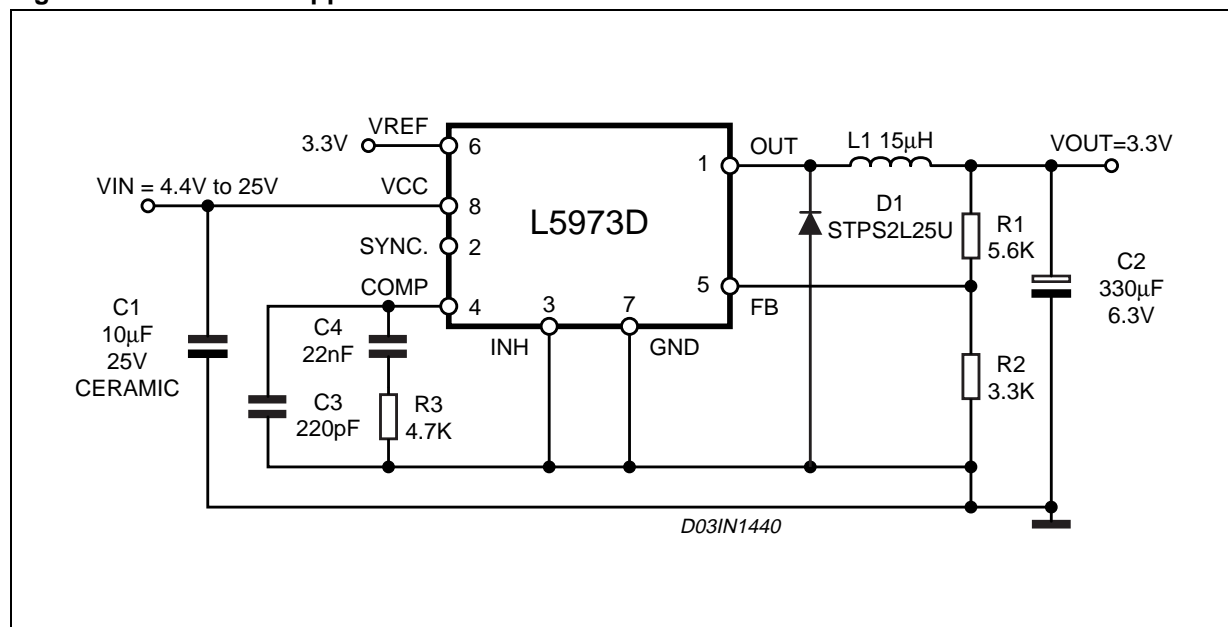 VREF
3.3V
6
OUT
L1 15μH
VOUT=3.3V
1
VIN = 4.4V to 25V
VCC
8
L5973D
D1
STPS2L25U
R1
5.6K
SYNC.
2
COMP
4
3
7
5
FB
C2
330μF
6.3V
C1
10μF
25V
CERAMIC
C4
22nF
INH
GND
R2
3.3K
C3
220pF
R3
4.7K
D03IN1440